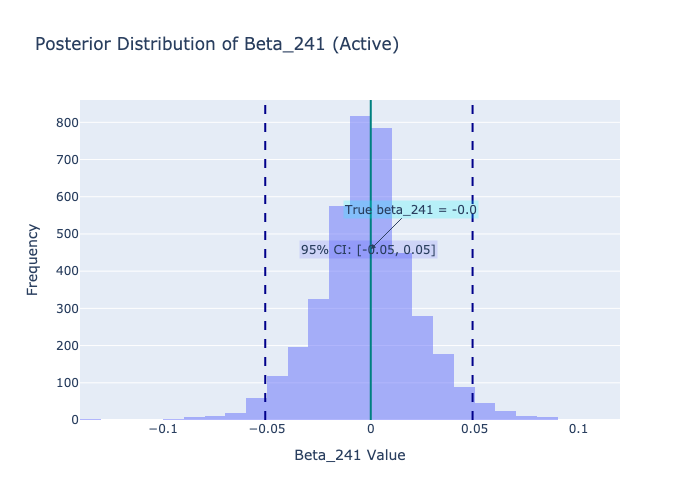 Posterior Distribution of Beta_241 (Active)
800
700
600
500
400
300
200
100
0
Frequency
True beta_241 = -0.0
95% CI: [-0.05, 0.05]
−0.1
−0.05
0
0.05
0.1
Beta_241 Value